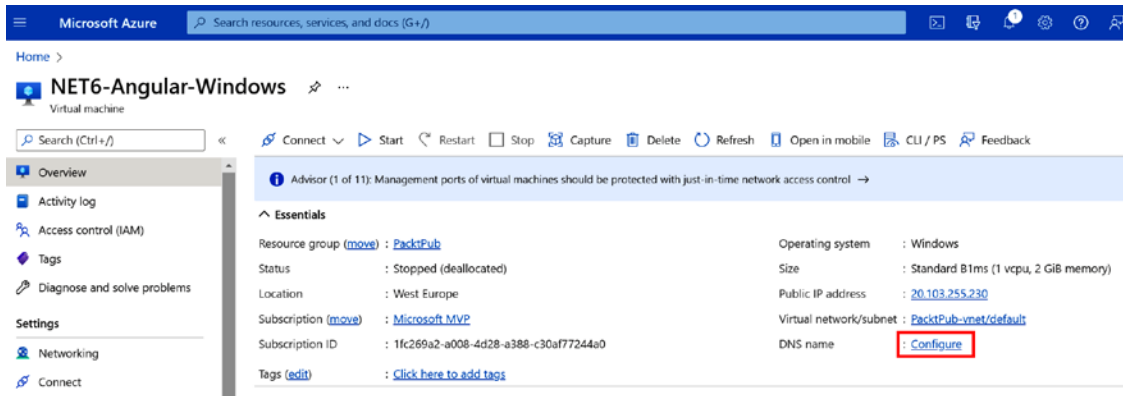 Microsoft Azure
Search resources, services, and docs (G+/)
1
Home >
NET6-Angular-Windows ...
Virtual machine
Search (Ctrl+/) «
Connect Start Restart Stop Capture Delete Refresh Open in mobile CLI / PS Feedback
Overview
Activity log
Access control (IAM)
Tags
Diagnose and solve problems
Settings
Networking
Connect
Advisor (1 of 11): Management ports of virtual machines should be protected with just-in-time network access control →
Essentials
Resource group (move) : PacktPub
Status : Stopped (deallocated)
Location : West Europe
Subscription (move) : Microsoft MVP
Subscription ID : 1fc269a2-a008-4d28-a388-c30af77244a0
Tags (edit) : Click here to add tags
Operating system : Windows
Size : Standard B1ms (1 vcpu, 2 GiB memory)
Public IP address : 20.103.255.230
Virtual network/subnet : PacktPub-vnet/default
DNS name : Configure